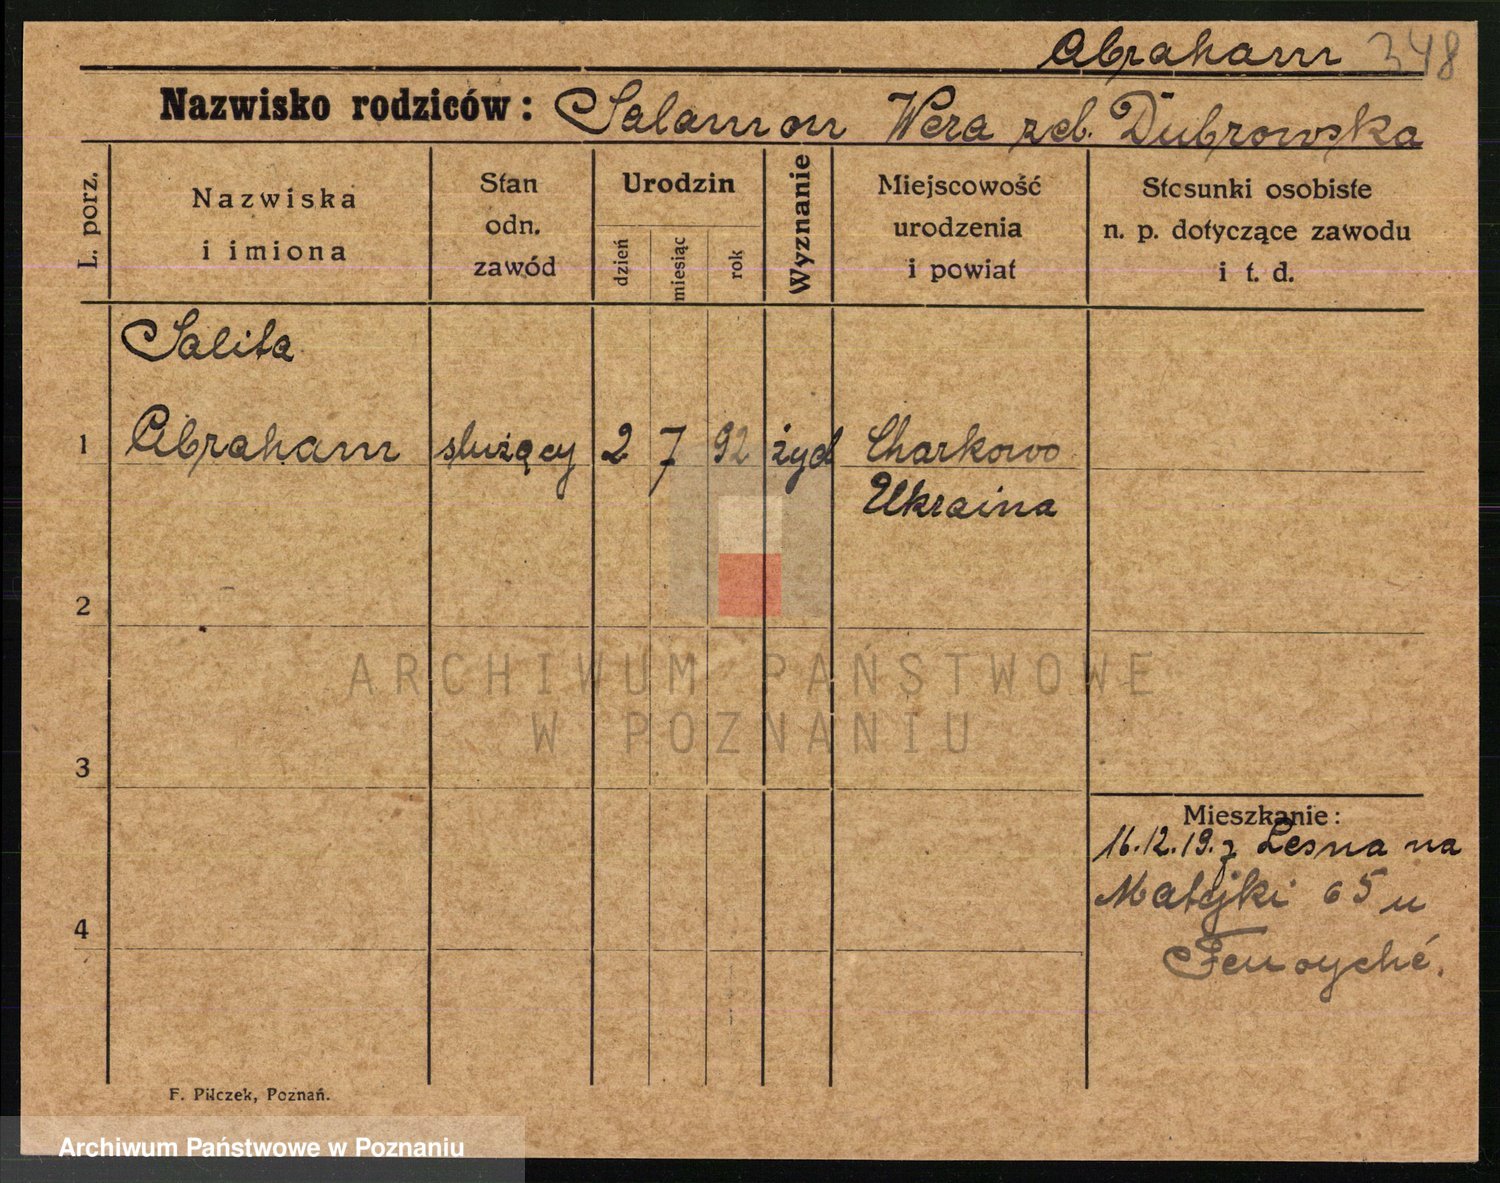 Abraham 348
Nazwisko rodziców: Salamon Wera zd. Dubrowska
L. porz.
Nazwiska
i imiona
Stan
odn.
zawód
Urodzin
dzień
miesiąc
rok
Wyznanie
Miejscowość
urodzenia
i powiat
Stosunki osobiste
n. p. dotyczące zawodu
i t. d.
Salita
1 Abraham służący 2 7 92 żyd Charkowo
Ukraina
2
3
4
ARCHIWUM PAŃSTWOWE
W POZNANIU
Mieszkanie:
16.12.19. z Leszna na
Matejki 65 u
F. Pilczek, Poznań.
Archiwum Państwowe w Poznaniu